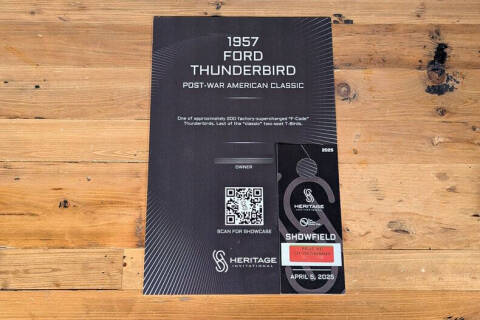 1957
FORD
THUNDERBIRD
POST-WAR AMERICAN CLASSIC
One of approximately 200 factory-supercharged "F-Code"
Thunderbirds. Last of the "classic" two-seat T-Birds.
OWNER
SCAN FOR SHOWCASE
HERITAGE
INVITATIONAL
2025
HERITAGE
INVITATIONAL
SHOWFIELD
APRIL 5, 2025